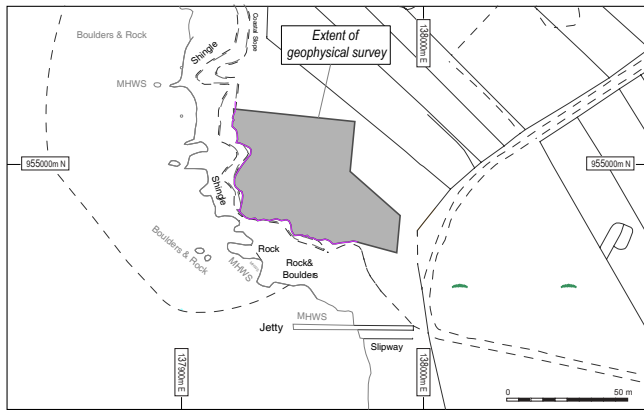 Boulders & Rock
Shingle
Coastal Slope
Extent of
geophysical survey
138000m E
MHWS
955000m N
955000m N
Shingle
Boulders & Rock
MHWS
Rock
Rock&
Boulders
MHWS
Jetty
Slipway
137900m E
138000m E
0
50 m